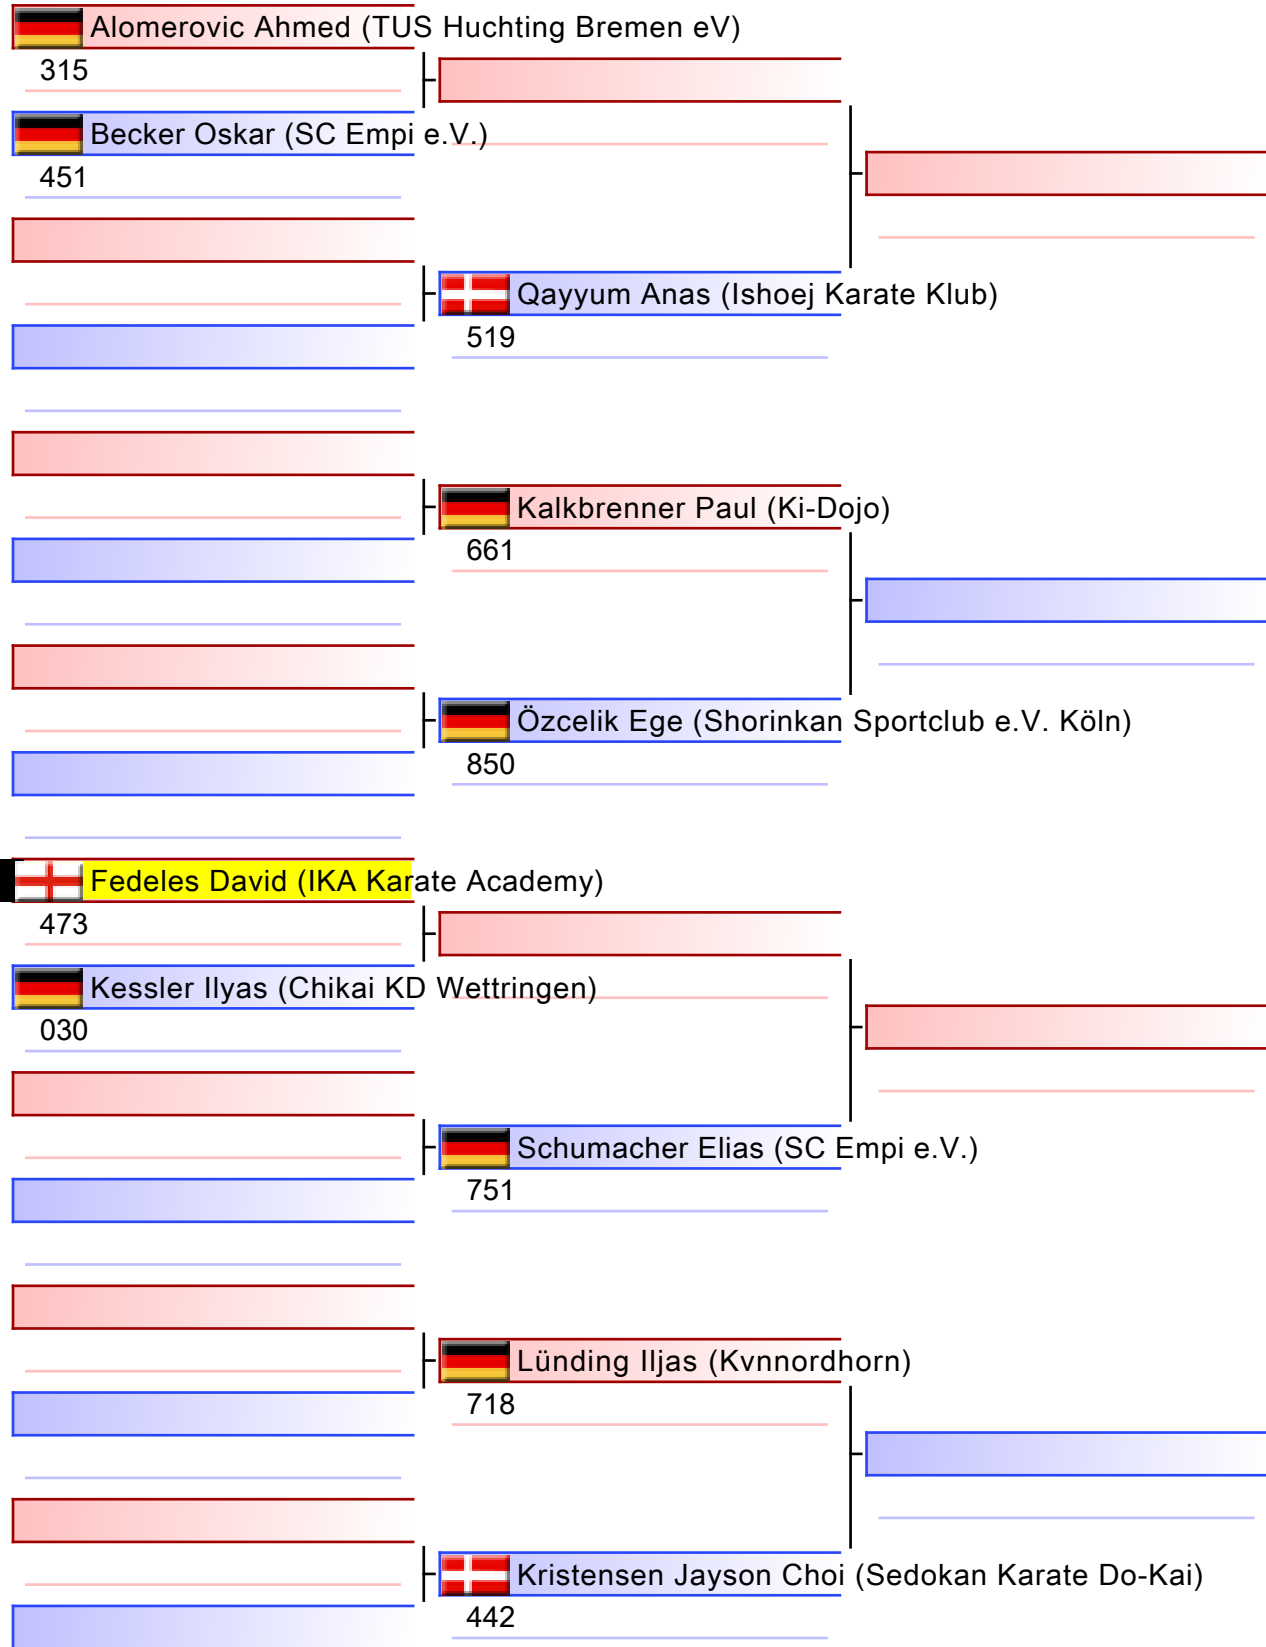 Alomerovic Ahmed (TUS Huchting Bremen eV)
315
Becker Oskar (SC Empi e.V.)
451
Qayyum Anas (Ishoej Karate Klub)
519
Kalkbrenner Paul (Ki-Dojo)
661
Özcelik Ege (Shorinkan Sportclub e.V. Köln)
850
Fedeles David (IKA Karate Academy)
473
Kessler Ilyas (Chikai KD Wettringen)
030
Schumacher Elias (SC Empi e.V.)
751
Lünding Iljas (Kvnnordhorn)
718
Kristensen Jayson Choi (Sedokan Karate Do-Kai)
442